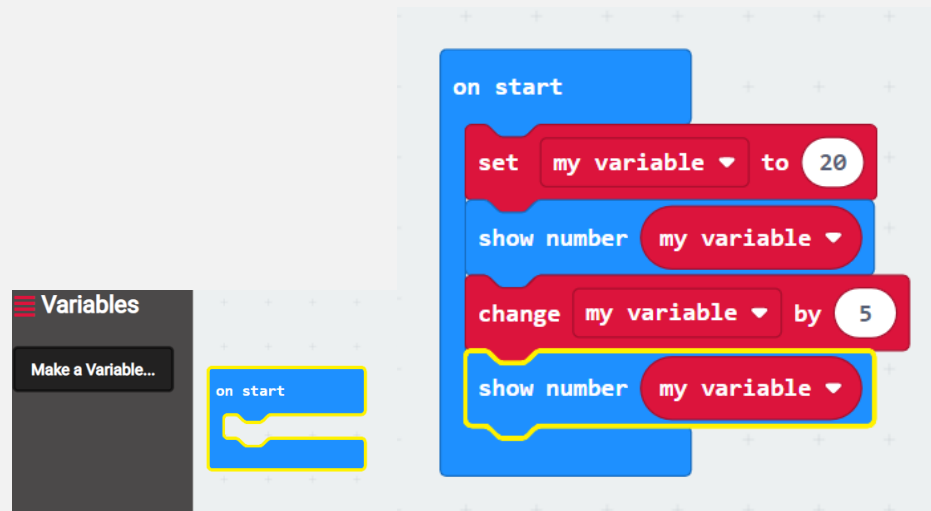 Variables
Make a Variable...
on start
on start
set my variable to 20
show number my variable
change my variable by 5
show number my variable